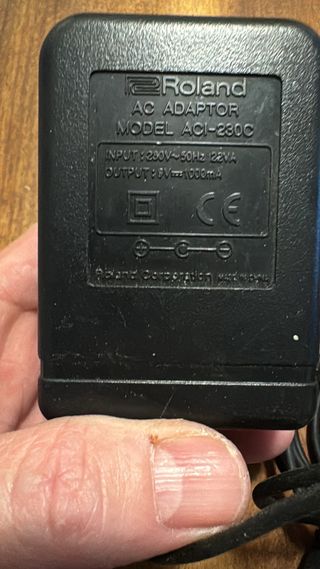 Roland
AC ADAPTOR
MODEL ACI-230C
INPUT: 230V~50Hz 22VA
OUTPUT: 9V⎓1000mA
CE
Roland Corporation